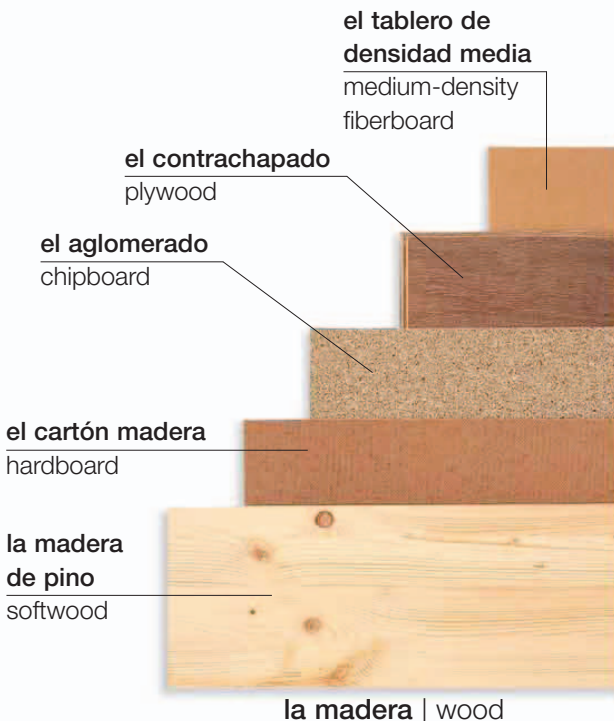 el tablero de
densidad media
medium-density
fiberboard
el contrachapado
plywood
el aglomerado
chipboard
el cartón madera
hardboard
la madera
de pino
softwood
la madera | wood